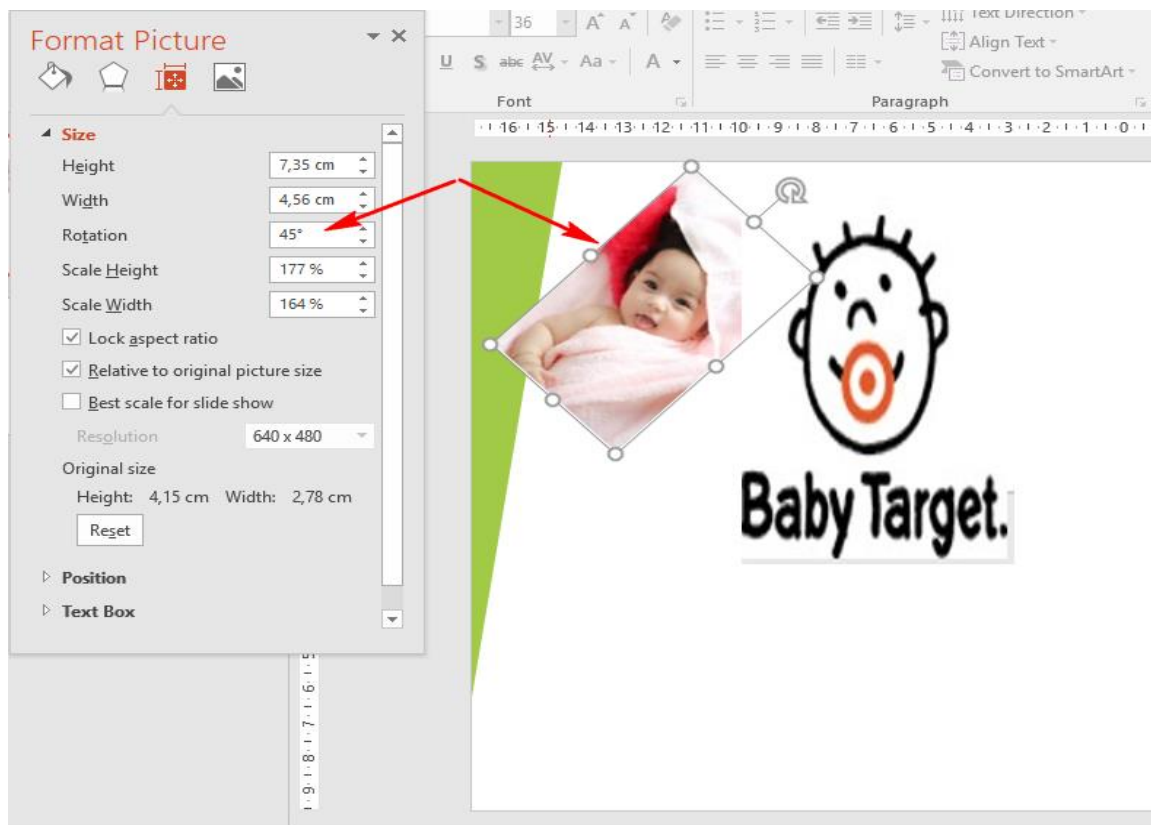 Format Picture
Size
Height 7,35 cm
Width 4,56 cm
Rotation 45°
Scale Height 177 %
Scale Width 164 %
Lock aspect ratio
Relative to original picture size
Best scale for slide show
Resolution 640 x 480
Original size
Height: 4,15 cm Width: 2,78 cm
Reset
Position
Text Box
36 A A Text Direction
U S abc AV Aa A Align Text
Convert to SmartArt
Font Paragraph
16 15 14 13 12 11 10 9 8 7 6 5 4 3 2 1 0 1
Baby Target.
6
7
8
9